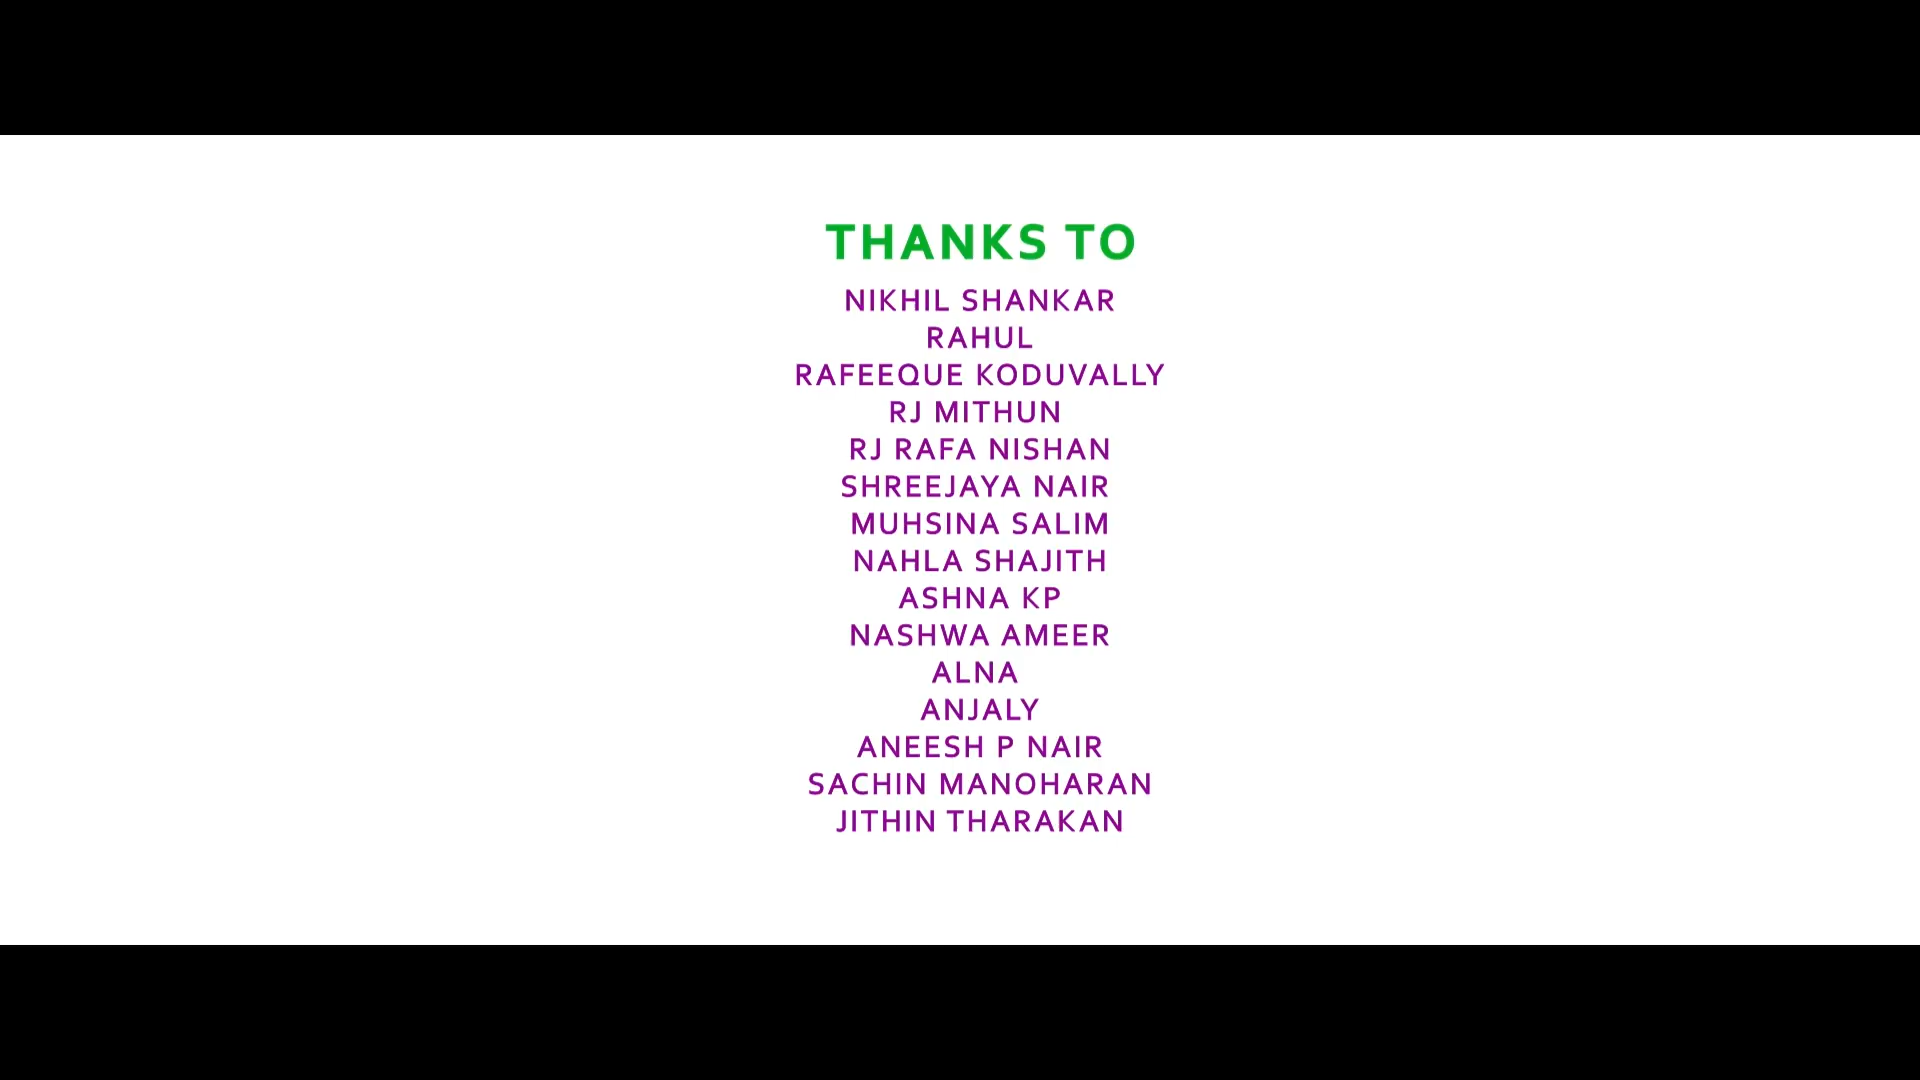 THANKS TO
NIKHIL SHANKAR
RAHUL
RAFEEQUE KODUVALLY
RJ MITHUN
RJ RAFA NISHAN
SHREEJAYA NAIR
MUHSINA SALIM
NAHLA SHAJITH
ASHNA KP
NASHWA AMEER
ALNA
ANJALY
ANEESH P NAIR
SACHIN MANOHARAN
JITHIN THARAKAN